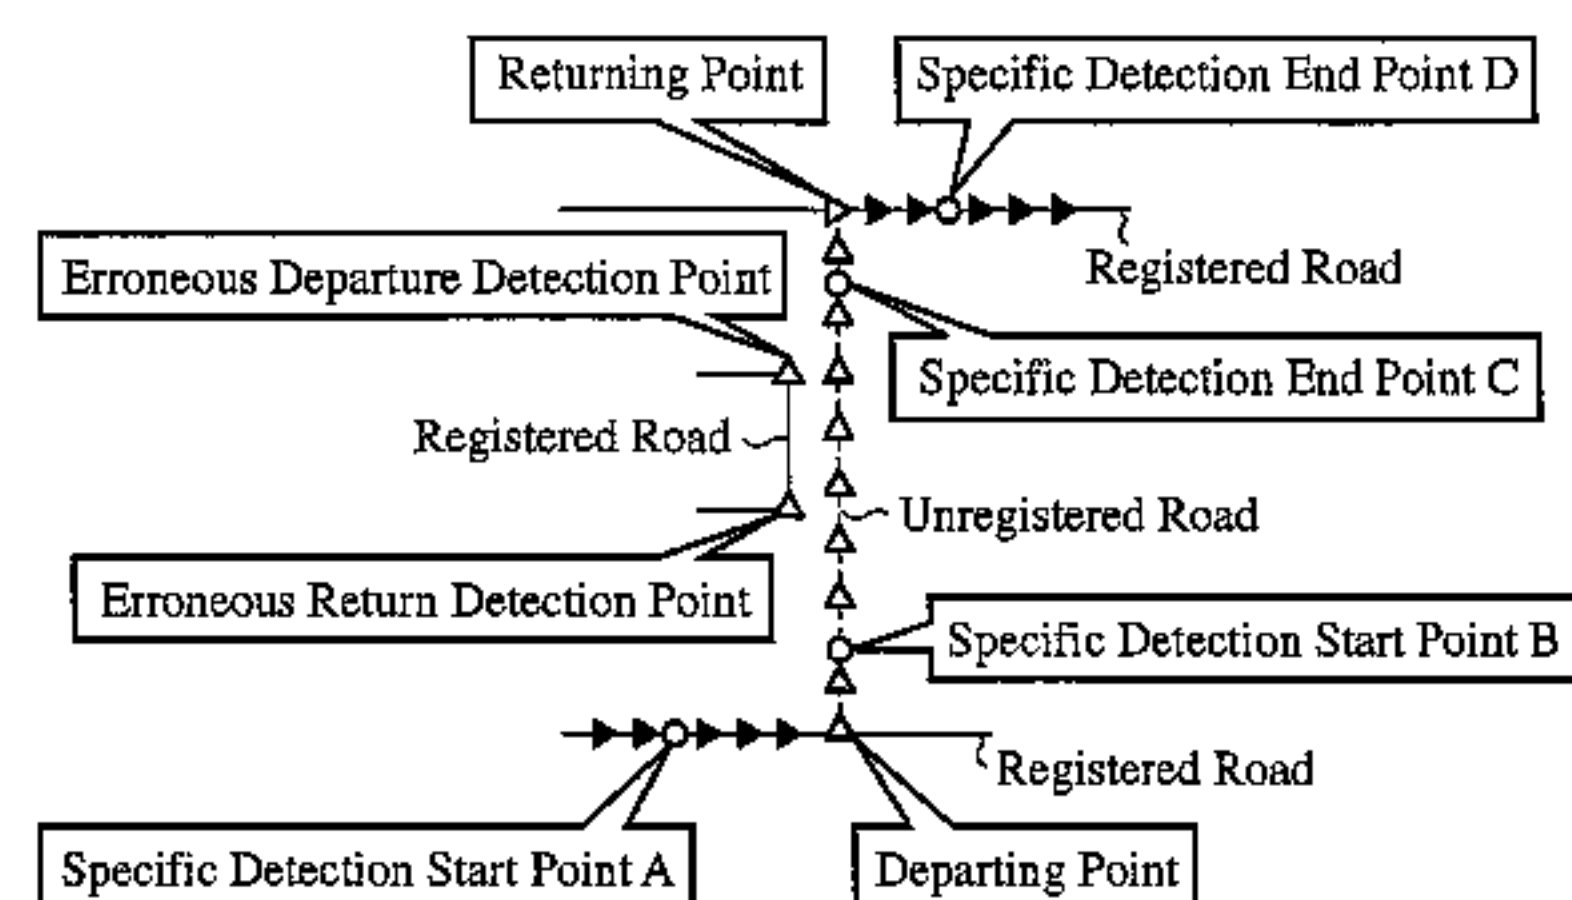 Returning Point
Specific Detection End Point D
Registered Road
Erroneous Departure Detection Point
Specific Detection End Point C
Registered Road
Unregistered Road
Erroneous Return Detection Point
Specific Detection Start Point B
Registered Road
Specific Detection Start Point A
Departing Point